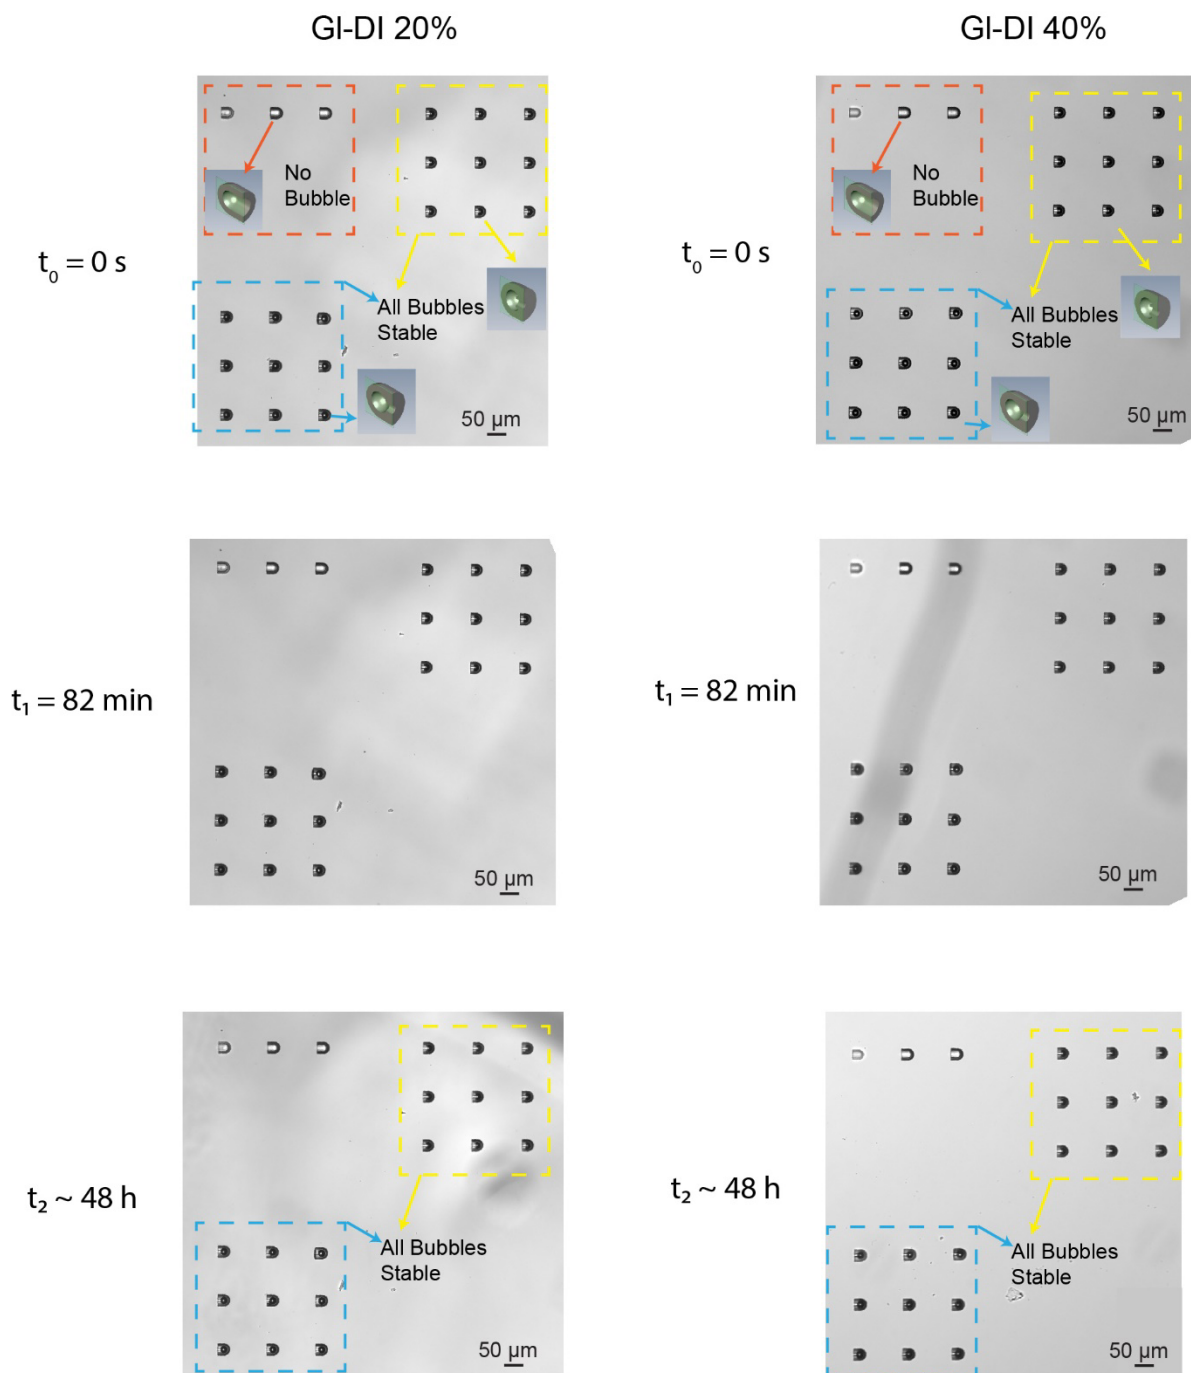 GI-DI 20%
GI-DI 40%
No
Bubble
t₀ = 0 s
All Bubbles
Stable
50 µm
No
Bubble
t₀ = 0 s
All Bubbles
Stable
50 µm
t₁ = 82 min
50 µm
t₁ = 82 min
50 µm
t₂ ~ 48 h
All Bubbles
Stable
50 µm
t₂ ~ 48 h
All Bubbles
Stable
50 µm